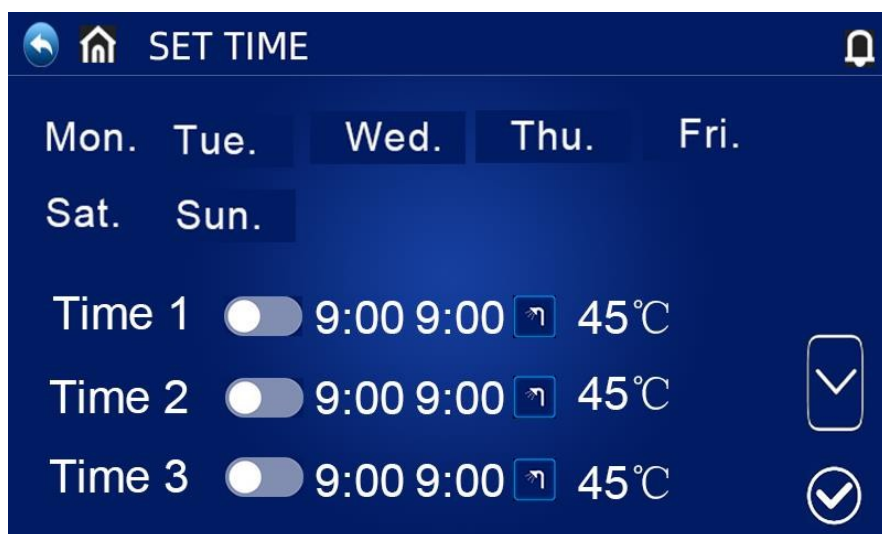 SET TIME
Mon. Tue. Wed. Thu. Fri.
Sat. Sun.
Time 1 9:00 9:00 45℃
Time 2 9:00 9:00 45℃
Time 3 9:00 9:00 45℃